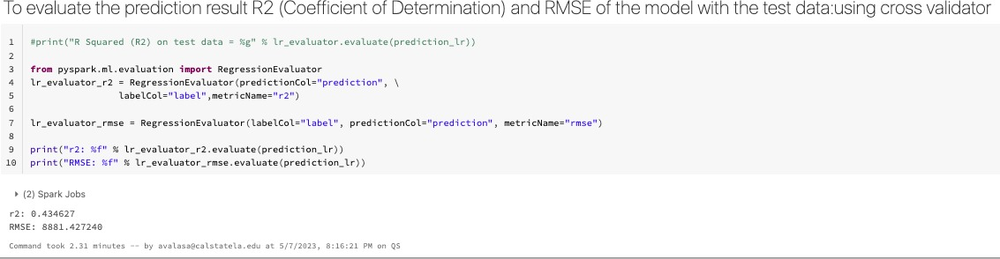 To evaluate the prediction result R2 (Coefficient of Determination) and RMSE of the model with the test data:using cross validator
1 #print("R Squared (R2) on test data = %g" % lr_evaluator.evaluate(prediction_lr))
2
3 from pyspark.ml.evaluation import RegressionEvaluator
4 lr_evaluator_r2 = RegressionEvaluator(predictionCol="prediction", \
5                 labelCol="label",metricName="r2")
6
7 lr_evaluator_rmse = RegressionEvaluator(labelCol="label", predictionCol="prediction", metricName="rmse")
8
9 print("r2: %f" % lr_evaluator_r2.evaluate(prediction_lr))
10 print("RMSE: %f" % lr_evaluator_rmse.evaluate(prediction_lr))
(2) Spark Jobs
r2: 0.434627
RMSE: 8881.427240
Command took 2.31 minutes -- by avalasa@calstatela.edu at 5/7/2023, 8:16:21 PM on QS